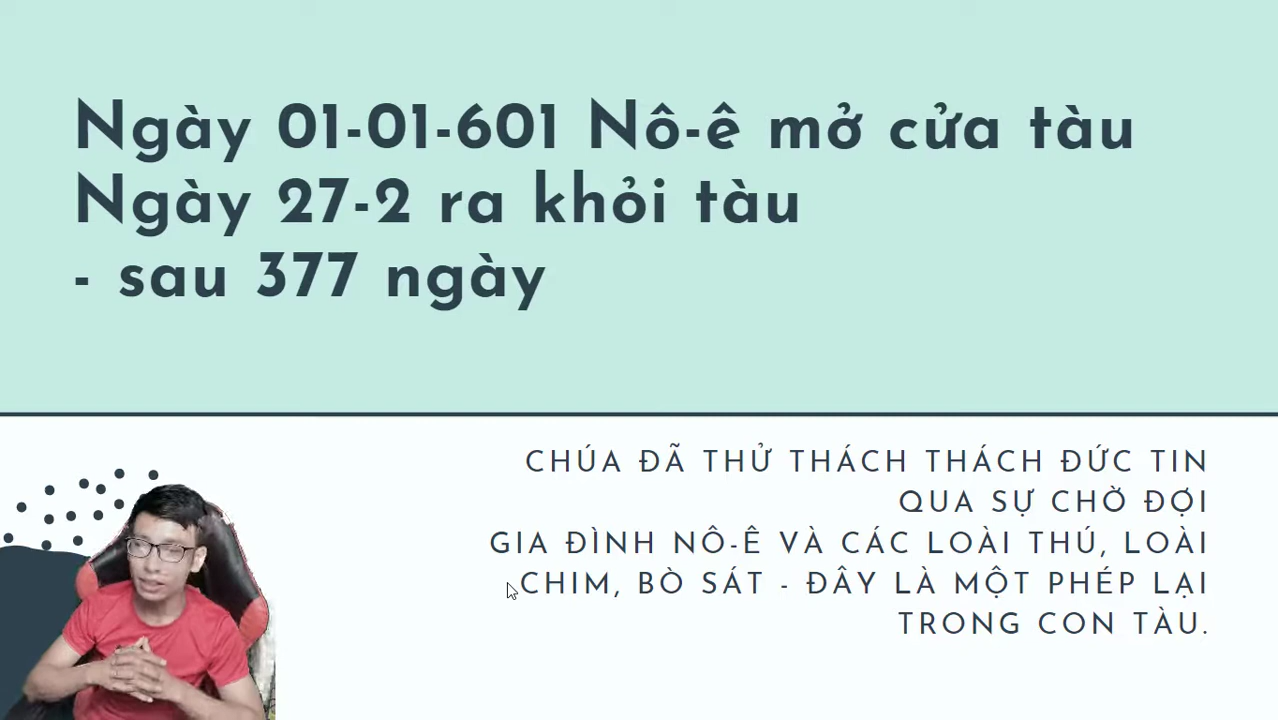 Ngày 01-01-601 Nô-ê mở cửa tàu
Ngày 27-2 ra khỏi tàu
- sau 377 ngày
CHÚA ĐÃ THỬ THÁCH THÁCH ĐỨC TIN
QUA SỰ CHỜ ĐỢI
GIA ĐÌNH NÔ-Ê VÀ CÁC LOÀI THÚ, LOÀI
CHIM, BÒ SÁT - ĐÂY LÀ MỘT PHÉP LẠI
TRONG CON TÀU.